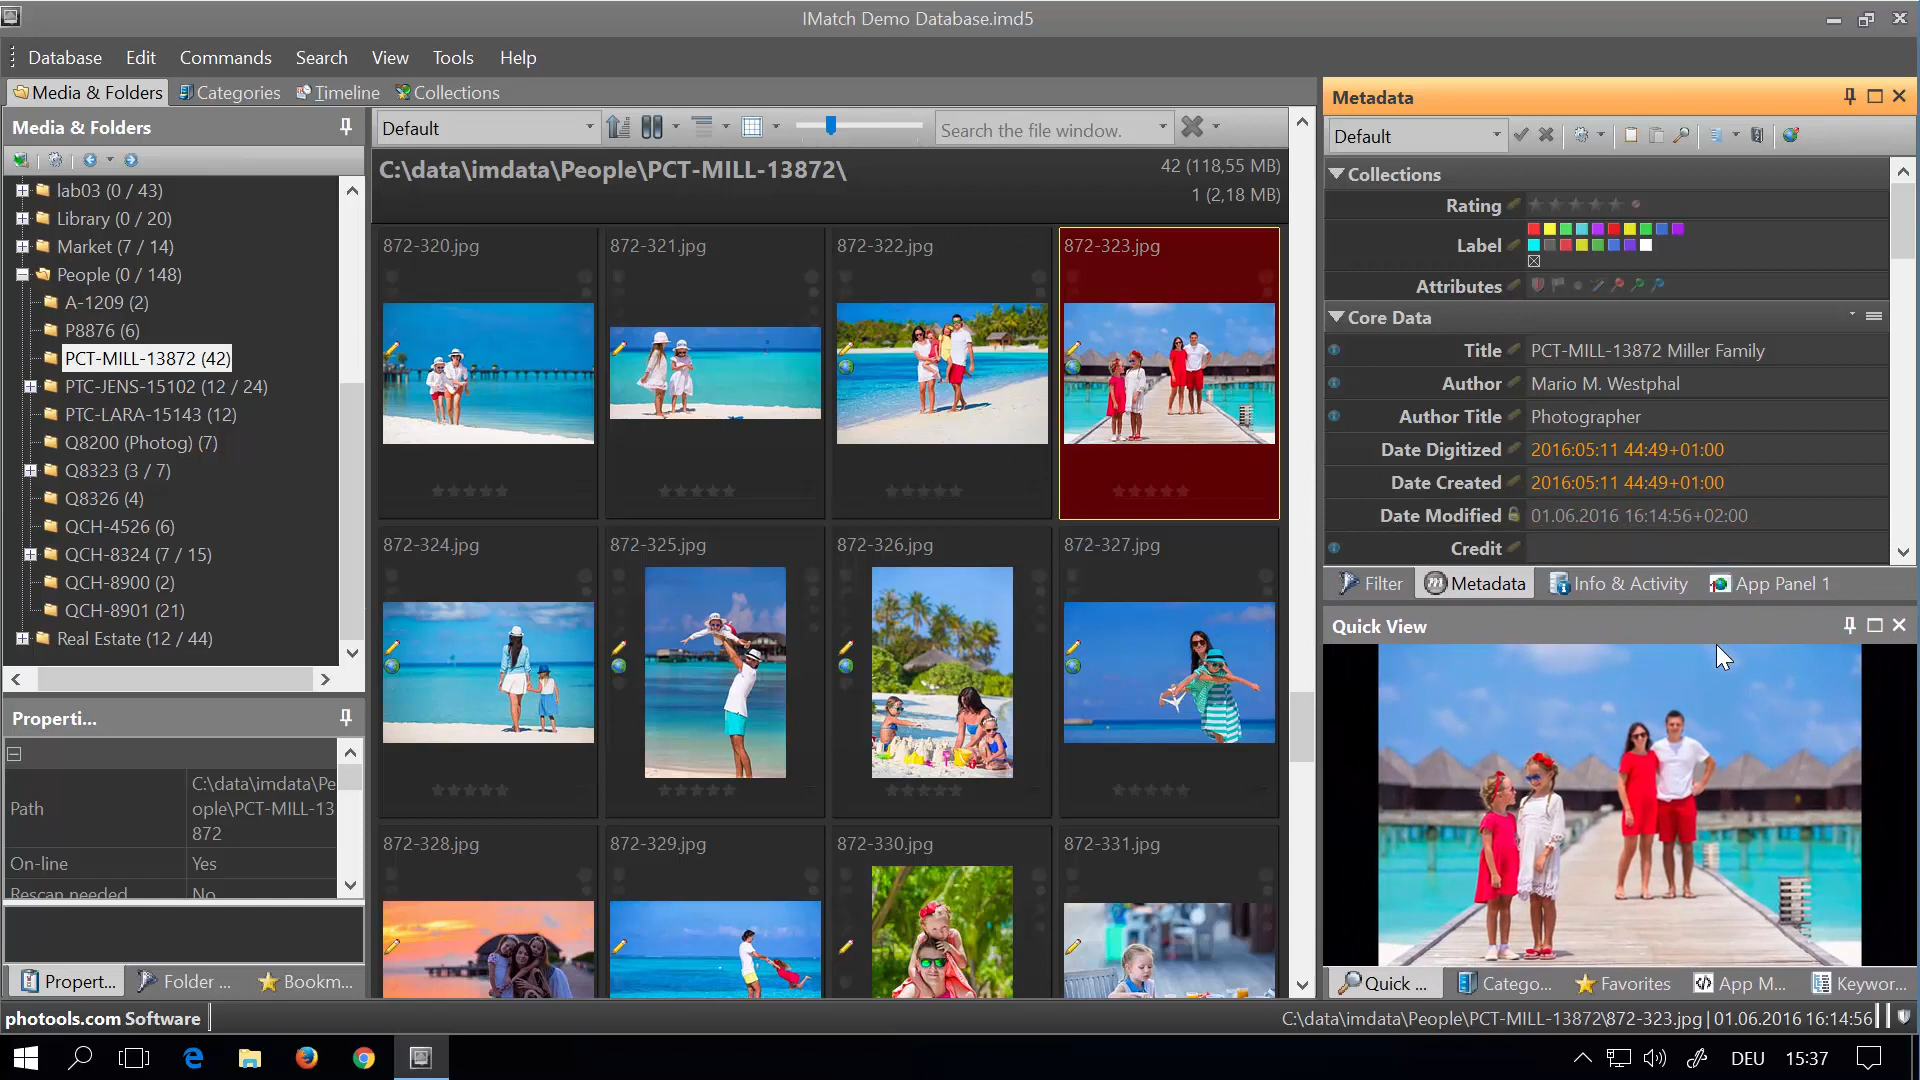 IMatch Demo Database.imd5
Database Edit Commands Search View Tools Help
Media & Folders Categories Timeline Collections
Media & Folders
lab03 (0 / 43)
Library (0 / 20)
Market (7 / 14)
People (0 / 148)
A-1209 (2)
P8876 (6)
PCT-MILL-13872 (42)
PTC-JENS-15102 (12 / 24)
PTC-LARA-15143 (12)
Q8200 (Photog) (7)
Q8323 (3 / 7)
Q8326 (4)
QCH-4526 (6)
QCH-8324 (7 / 15)
QCH-8900 (2)
QCH-8901 (21)
Real Estate (12 / 44)
Properti...
Path C:\data\imdata\Pe
ople\PCT-MILL-13
872
On-line Yes
Rescan needed No
Propert... Folder ... Bookm...
Default Search the file window.
C:\data\imdata\People\PCT-MILL-13872\ 42 (118,55 MB)
1 (2,18 MB)
872-320.jpg 872-321.jpg 872-322.jpg 872-323.jpg
872-324.jpg 872-325.jpg 872-326.jpg 872-327.jpg
872-328.jpg 872-329.jpg 872-330.jpg 872-331.jpg
Metadata
Default
Collections
Rating
Label
Attributes
Core Data
Title PCT-MILL-13872 Miller Family
Author Mario M. Westphal
Author Title Photographer
Date Digitized 2016:05:11 44:49+01:00
Date Created 2016:05:11 44:49+01:00
Date Modified 01.06.2016 16:14:56+02:00
Credit
Filter Metadata Info & Activity App Panel 1
Quick View
Quick ... Catego... Favorites App M... Keywor...
photools.com Software C:\data\imdata\People\PCT-MILL-13872\872-323.jpg | 01.06.2016 16:14:56
DEU 15:37